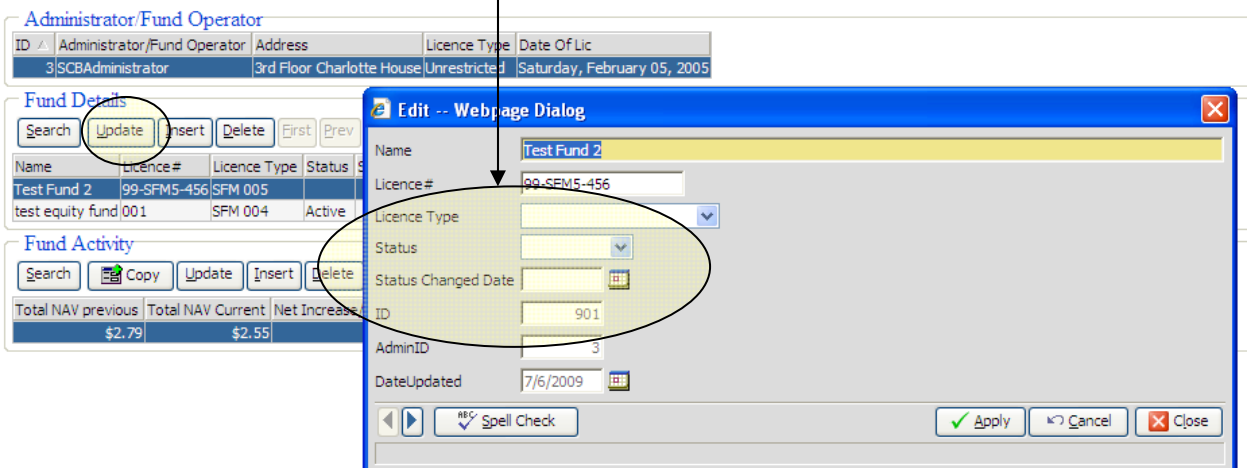 Administrator/Fund Operator
ID Administrator/Fund Operator Address Licence Type Date Of Lic
3 SCBAdministrator 3rd Floor Charlotte House Unrestricted Saturday, February 05, 2005
Fund Details
Search Update Insert Delete First Prev
Name Licence# Licence Type Status S
Test Fund 2 99-SFM5-456 SFM 005
test equity fund 001 SFM 004 Active
Fund Activity
Search Copy Update Insert Delete
Total NAV previous Total NAV Current Net Increase/
$2.79 $2.55
Edit -- Webpage Dialog
Name Test Fund 2
Licence# 99-SFM5-456
Licence Type
Status
Status Changed Date
ID 901
AdminID 3
DateUpdated 7/6/2009
ABC Spell Check Apply Cancel Close